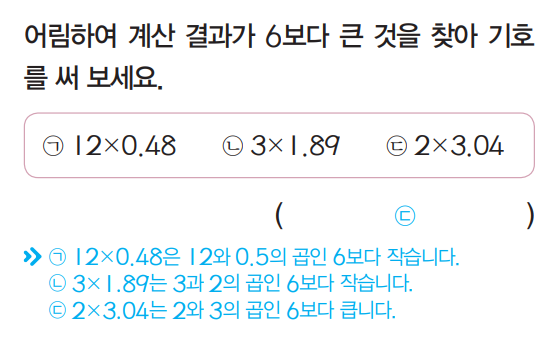 어림하여 계산 결과가 6보다 큰 것을 찾아 기호
를 써 보세요.
㉠ 12×0.48 ㉡ 3×1.89 ㉢ 2×3.04
( ㉢ )
㉠ 12×0.48은 12와 0.5의 곱인 6보다 작습니다.
㉡ 3×1.89는 3과 2의 곱인 6보다 작습니다.
㉢ 2×3.04는 2와 3의 곱인 6보다 큽니다.